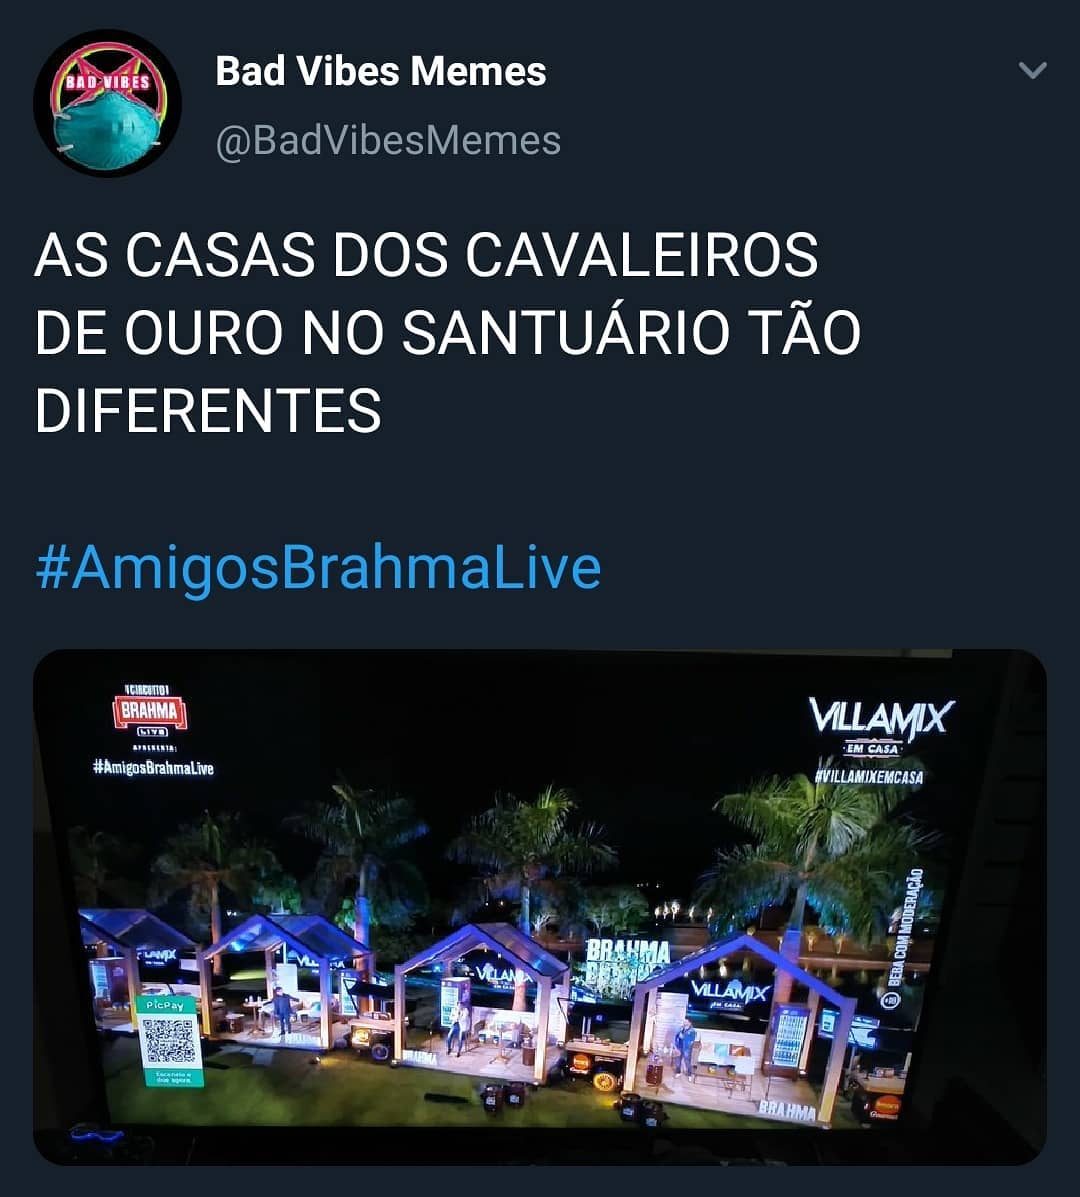 BAD VIBES
Bad Vibes Memes
@BadVibesMemes
AS CASAS DOS CAVALEIROS
DE OURO NO SANTUÁRIO TÃO
DIFERENTES
#AmigosBrahmaLive
CIRCUITO
BRAHMA
LIVE
APRESENTA:
#AmigosBrahmaLive
VILLAMIX
EM CASA
#VILLAMIXEMCASA
BEBA COM MODERAÇÃO
BRAHMA
VILLAMIX
VILLAMIX
EM CASA
PicPay
Escaneie e
doe agora
BRAHMA
BRAHMA